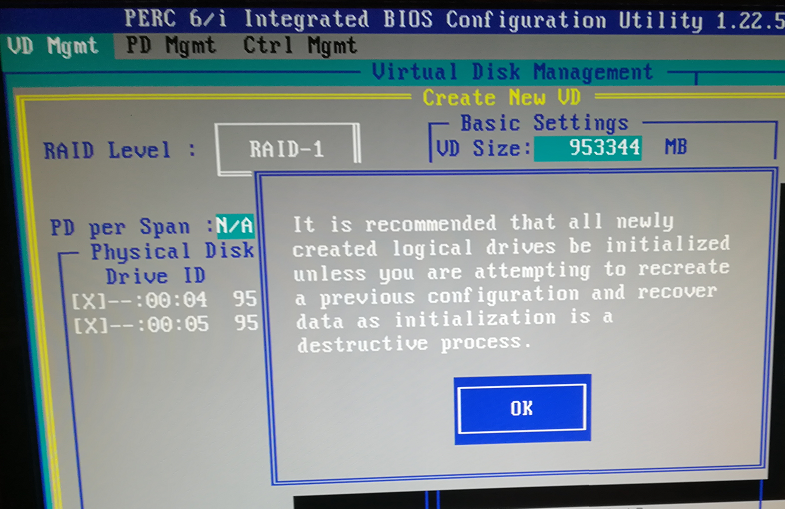 PERC 6/i Integrated BIOS Configuration Utility 1.22.5
VD Mgmt PD Mgmt Ctrl Mgmt
Virtual Disk Management
Create New VD
RAID Level : RAID-1
Basic Settings
VD Size: 953344 MB
PD per Span :N/A
Physical Disk
Drive ID
[X]--:00:04 95
[X]--:00:05 95
It is recommended that all newly
created logical drives be initialized
unless you are attempting to recreate
a previous configuration and recover
data as initialization is a
destructive process.
OK